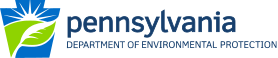 pennsylvania
DEPARTMENT OF ENVIRONMENTAL PROTECTION